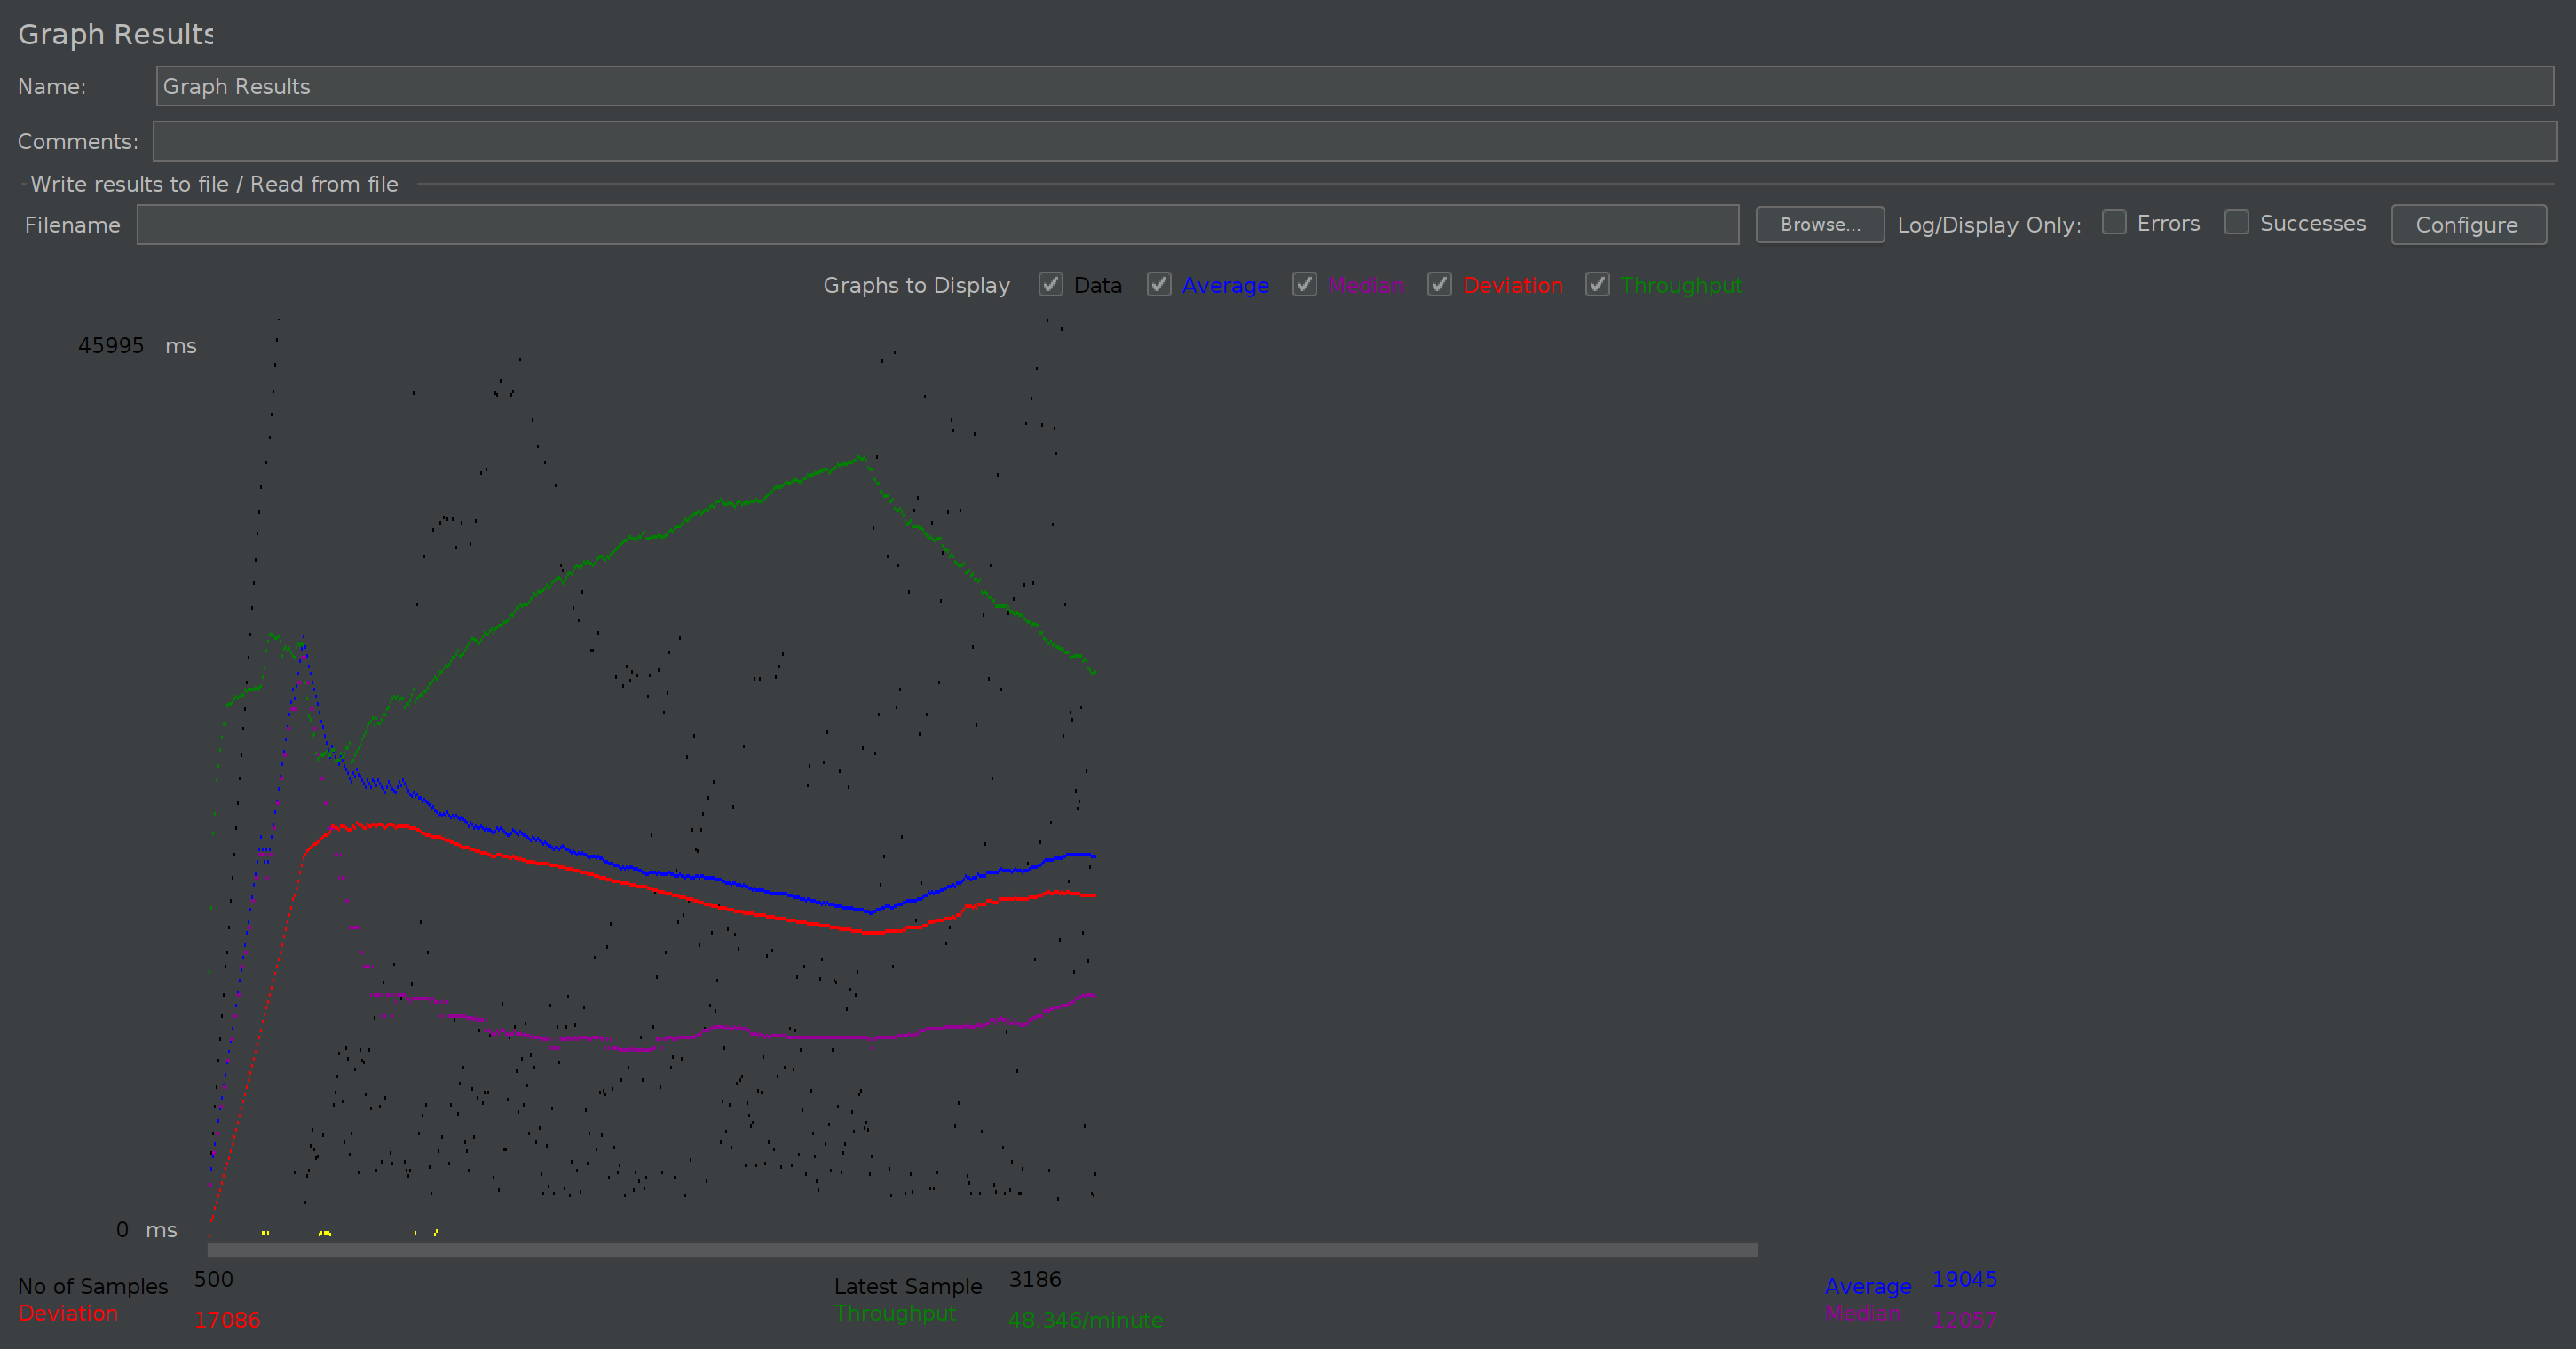 Graph Results
Name: Graph Results
Comments:
Write results to file / Read from file
Filename Browse... Log/Display Only: Errors Successes Configure
Graphs to Display Data Average Median Deviation Throughput
45995 ms
0 ms
No of Samples 500 Latest Sample 3186 Average 19045
Deviation 17086 Throughput 48.346/minute Median 12057